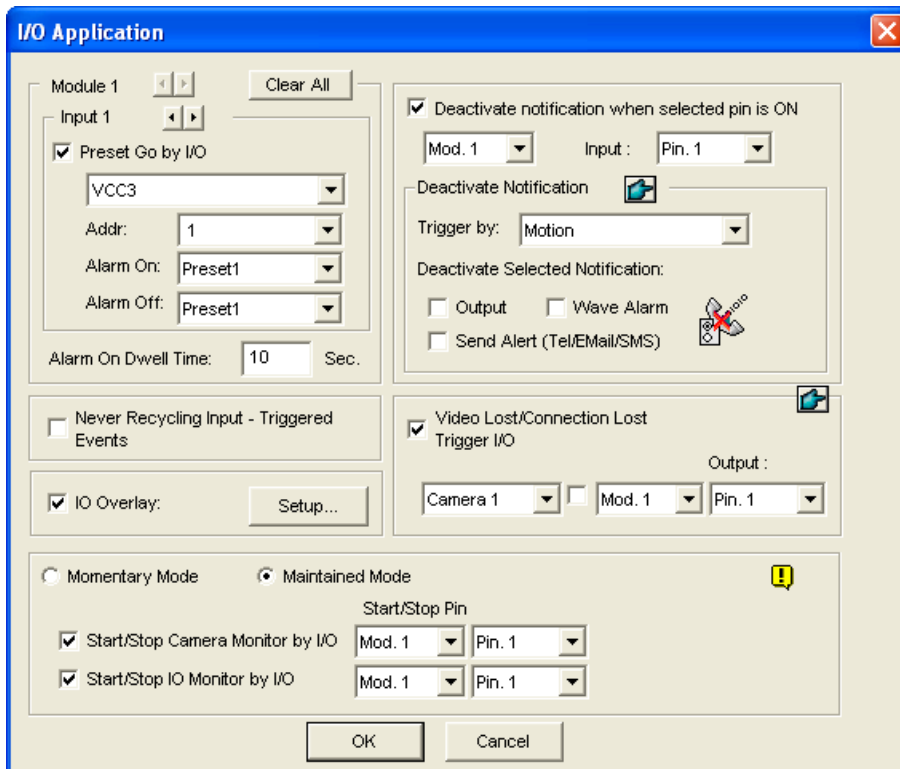 I/O Application
Module 1
Clear All
Input 1
Preset Go by I/O
VCC3
Addr: 1
Alarm On: Preset1
Alarm Off: Preset1
Alarm On Dwell Time: 10 Sec.
Deactivate notification when selected pin is ON
Mod. 1 Input : Pin. 1
Deactivate Notification
Trigger by: Motion
Deactivate Selected Notification:
Output Wave Alarm
Send Alert (Tel/EMail/SMS)
Never Recycling Input - Triggered
Events
Video Lost/Connection Lost
Trigger I/O
Output :
Camera 1 Mod. 1 Pin. 1
IO Overlay: Setup...
Momentary Mode Maintained Mode
Start/Stop Pin
Start/Stop Camera Monitor by I/O Mod. 1 Pin. 1
Start/Stop IO Monitor by I/O Mod. 1 Pin. 1
OK Cancel